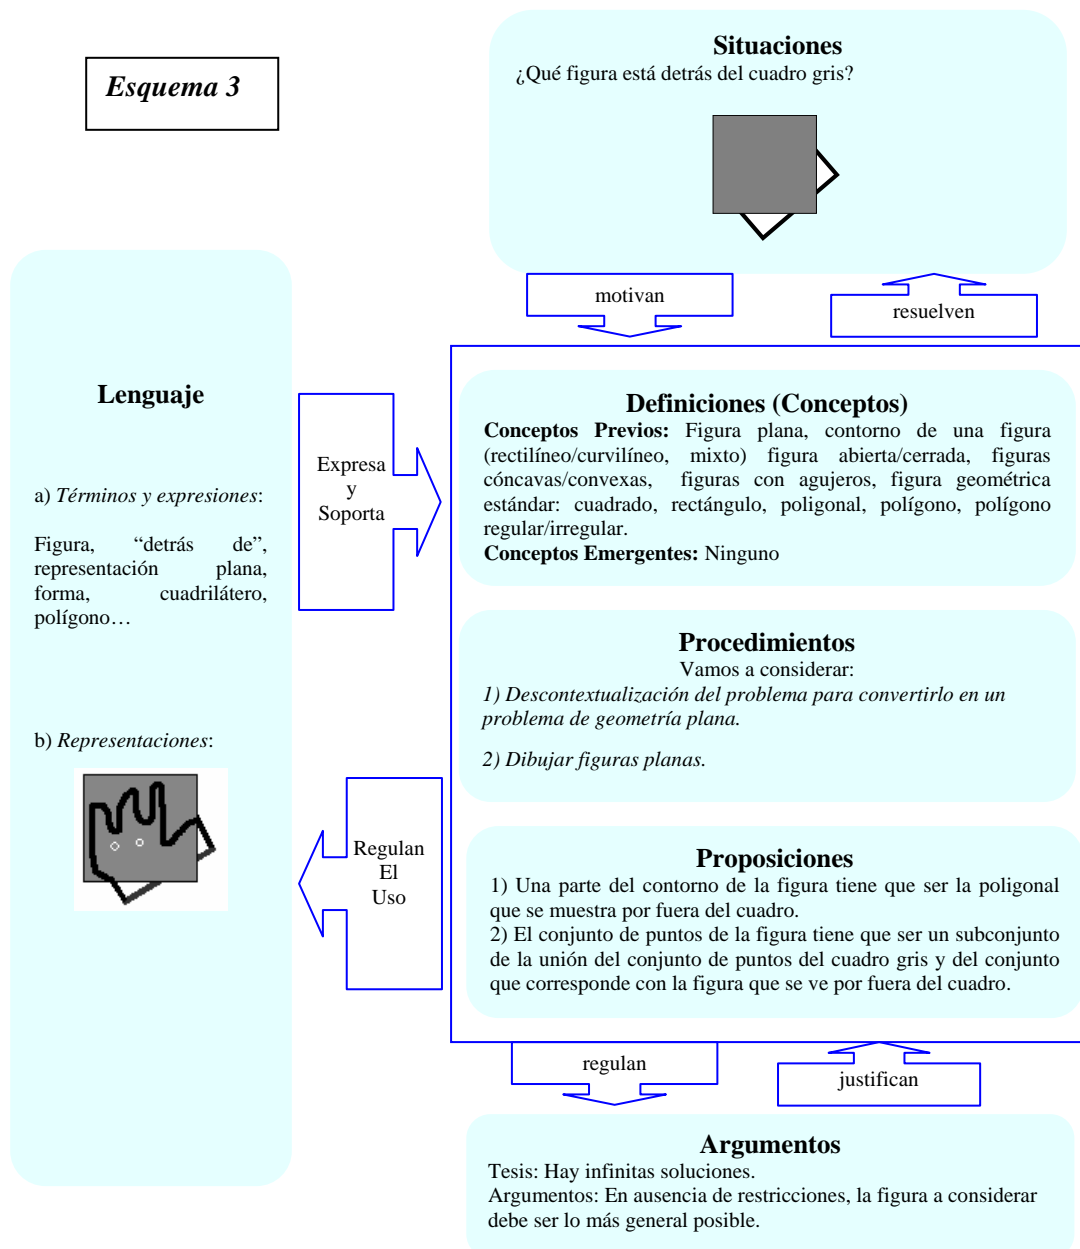 Esquema 3
Situaciones
¿Qué figura está detrás del cuadro gris?
motivan
resuelven
Lenguaje
a) Términos y expresiones:
Figura, “detrás de”,
representación plana,
forma, cuadrilátero,
polígono…
b) Representaciones:
Expresa
y
Soporta
Regulan
El
Uso
Definiciones (Conceptos)
Conceptos Previos: Figura plana, contorno de una figura
(rectilíneo/curvilíneo, mixto) figura abierta/cerrada, figuras
cóncavas/convexas, figuras con agujeros, figura geométrica
estándar: cuadrado, rectángulo, poligonal, polígono, polígono
regular/irregular.
Conceptos Emergentes: Ninguno
Procedimientos
Vamos a considerar:
1) Descontextualización del problema para convertirlo en un
problema de geometría plana.
2) Dibujar figuras planas.
Proposiciones
1) Una parte del contorno de la figura tiene que ser la poligonal
que se muestra por fuera del cuadro.
2) El conjunto de puntos de la figura tiene que ser un subconjunto
de la unión del conjunto de puntos del cuadro gris y del conjunto
que corresponde con la figura que se ve por fuera del cuadro.
regulan
justifican
Argumentos
Tesis: Hay infinitas soluciones.
Argumentos: En ausencia de restricciones, la figura a considerar
debe ser lo más general posible.